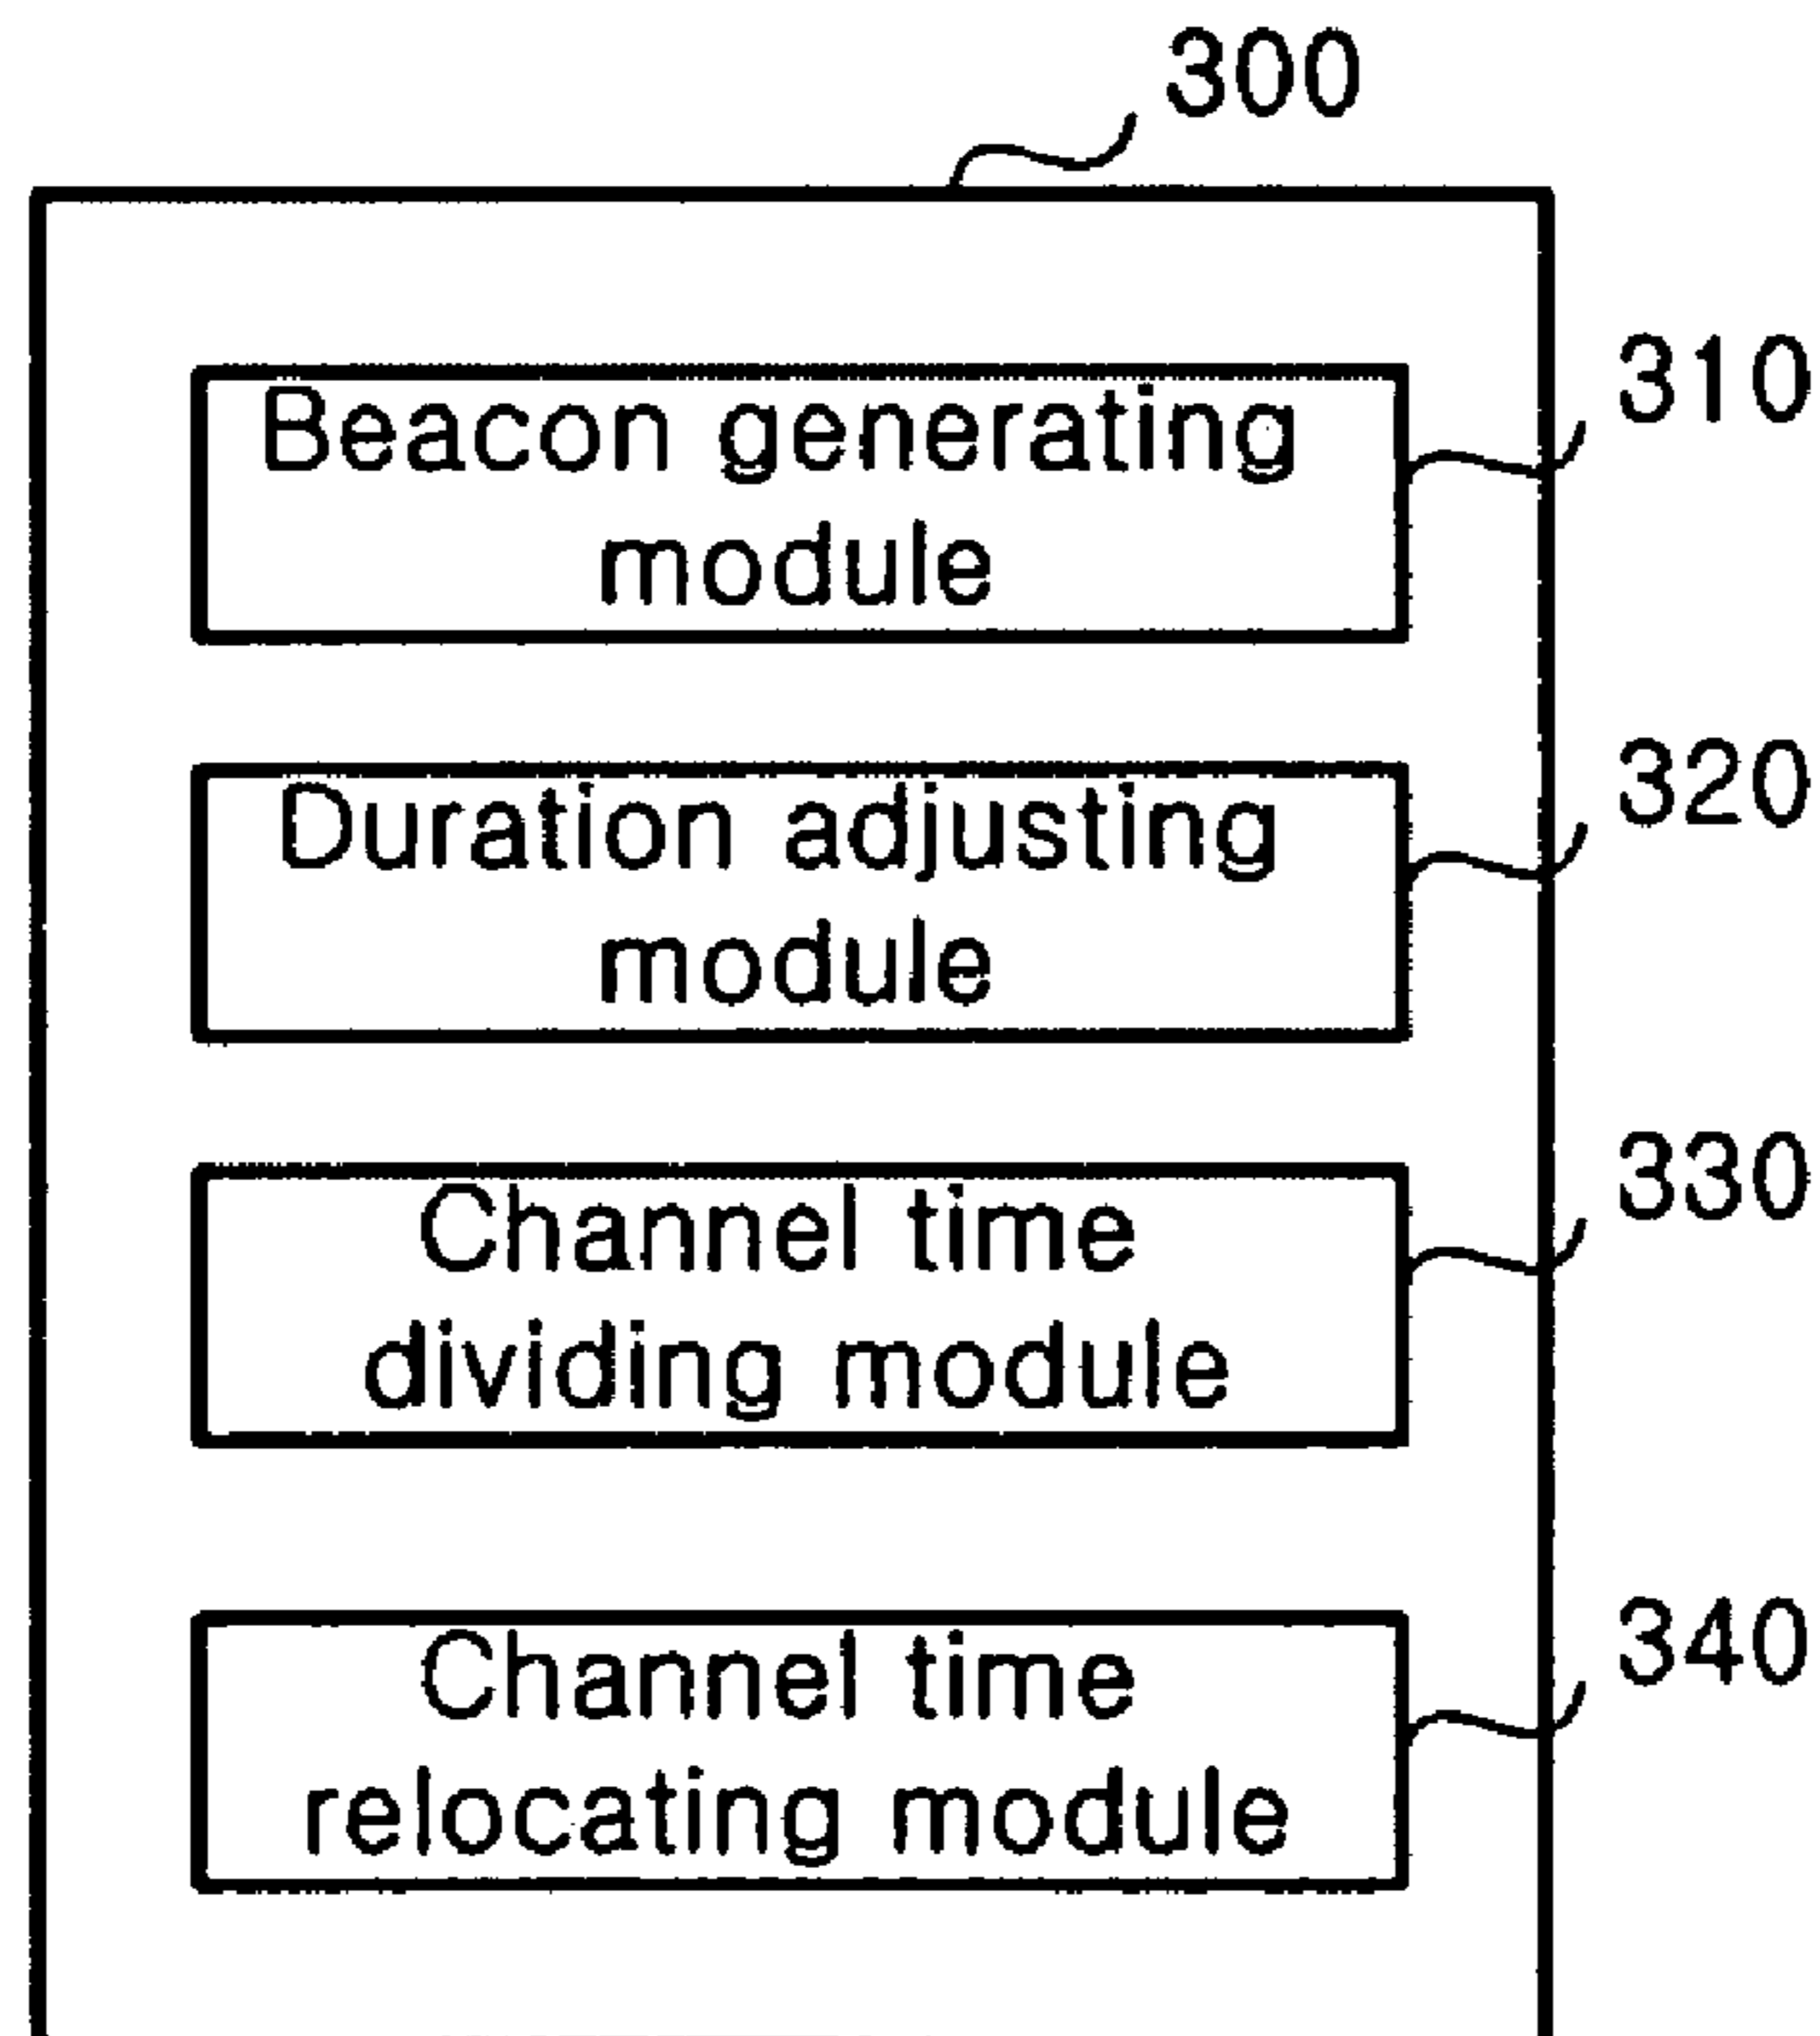 300
Beacon generating
module
310
Duration adjusting
module
320
Channel time
dividing module
330
Channel time
relocating module
340